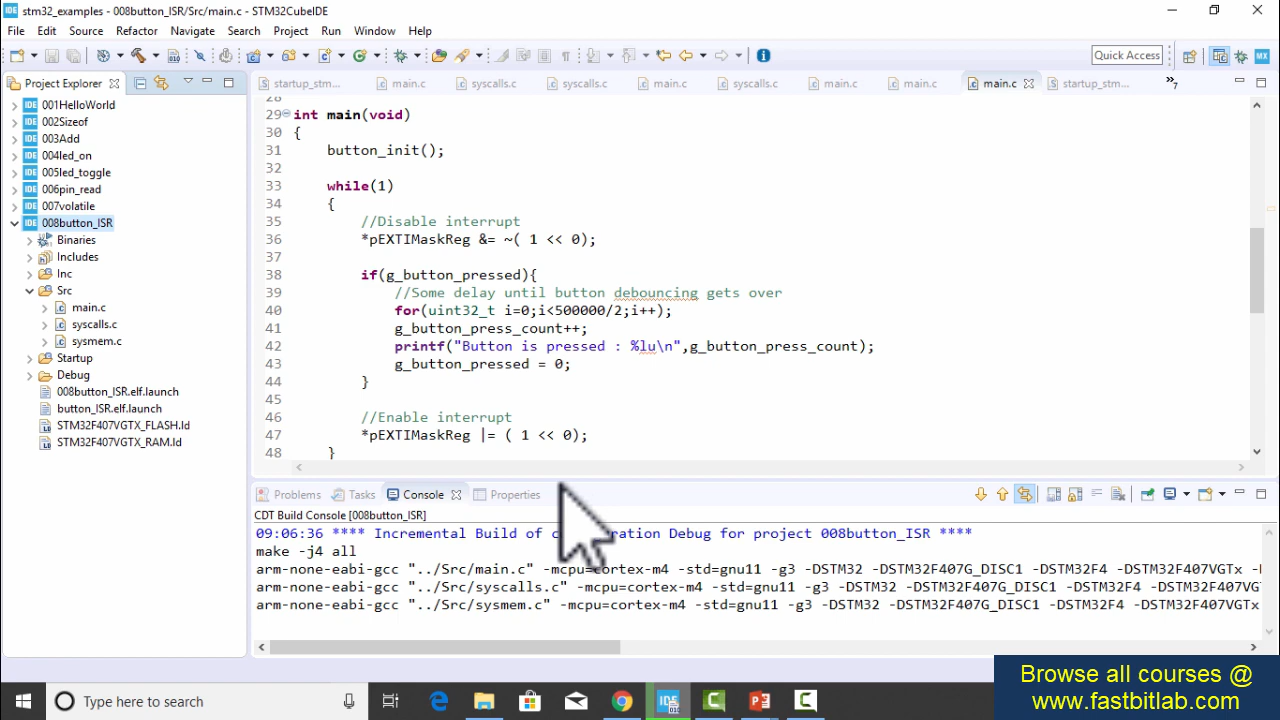 stm32_examples - 008button_ISR/Src/main.c - STM32CubeIDE
File Edit Source Refactor Navigate Search Project Run Window Help
Quick Access
Project Explorer
startup_stm... main.c syscalls.c syscalls.c main.c syscalls.c main.c main.c main.c startup_stm... 7
001HelloWorld
002Sizeof
003Add
004led_on
005led_toggle
006pin_read
007volatile
008button_ISR
Binaries
Includes
Inc
Src
main.c
syscalls.c
sysmem.c
Startup
Debug
008button_ISR.elf.launch
button_ISR.elf.launch
STM32F407VGTX_FLASH.ld
STM32F407VGTX_RAM.ld
28
29 int main(void)
30 {
31 button_init();
32
33 while(1)
34 {
35 //Disable interrupt
36 *pEXTIMaskReg &= ~( 1 << 0);
37
38 if(g_button_pressed){
39 //Some delay until button debouncing gets over
40 for(uint32_t i=0;i<500000/2;i++);
41 g_button_press_count++;
42 printf("Button is pressed : %lu\n",g_button_press_count);
43 g_button_pressed = 0;
44 }
45
46 //Enable interrupt
47 *pEXTIMaskReg |= ( 1 << 0);
48 }
Problems Tasks Console Properties
CDT Build Console [008button_ISR]
09:06:36 **** Incremental Build of ration Debug for project 008button_ISR ****
make -j4 all
arm-none-eabi-gcc "../Src/main.c" -mcpu=cortex-m4 -std=gnu11 -g3 -DSTM32 -DSTM32F407G_DISC1 -DSTM32F4 -DSTM32F407VGTx -
arm-none-eabi-gcc "../Src/syscalls.c" -mcpu=cortex-m4 -std=gnu11 -g3 -DSTM32 -DSTM32F407G_DISC1 -DSTM32F4 -DSTM32F407V
arm-none-eabi-gcc "../Src/sysmem.c" -mcpu=cortex-m4 -std=gnu11 -g3 -DSTM32 -DSTM32F407G_DISC1 -DSTM32F4 -DSTM32F407VGTx
Type here to search
Browse all courses @
www.fastbitlab.com